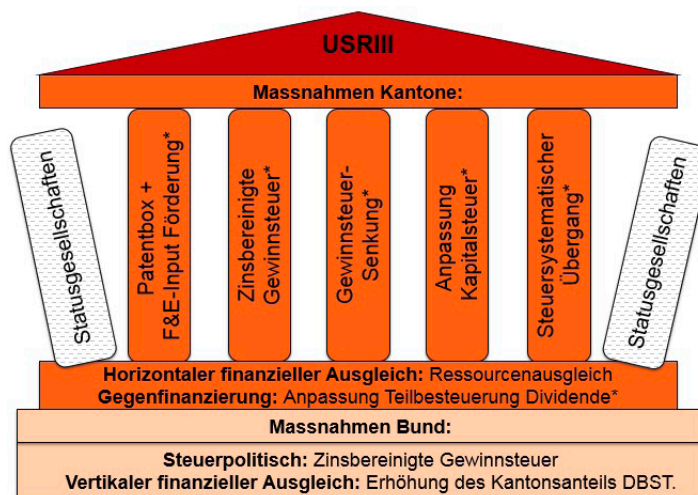 USRIII
Massnahmen Kantone:
Statusgesellschaften
Patentbox +
F&E-Input Förderung*
Zinsbereinigte
Gewinnsteuer*
Gewinnsteuer-
Senkung*
Anpassung
Kapitalsteuer*
Steuersystematischer
Übergang*
Statusgesellschaften
Horizontaler finanzieller Ausgleich: Ressourcenausgleich
Gegenfinanzierung: Anpassung Teilbesteuerung Dividende*
Massnahmen Bund:
Steuerpolitisch: Zinsbereinigte Gewinnsteuer
Vertikaler finanzieller Ausgleich: Erhöhung des Kantonsanteils DBST.